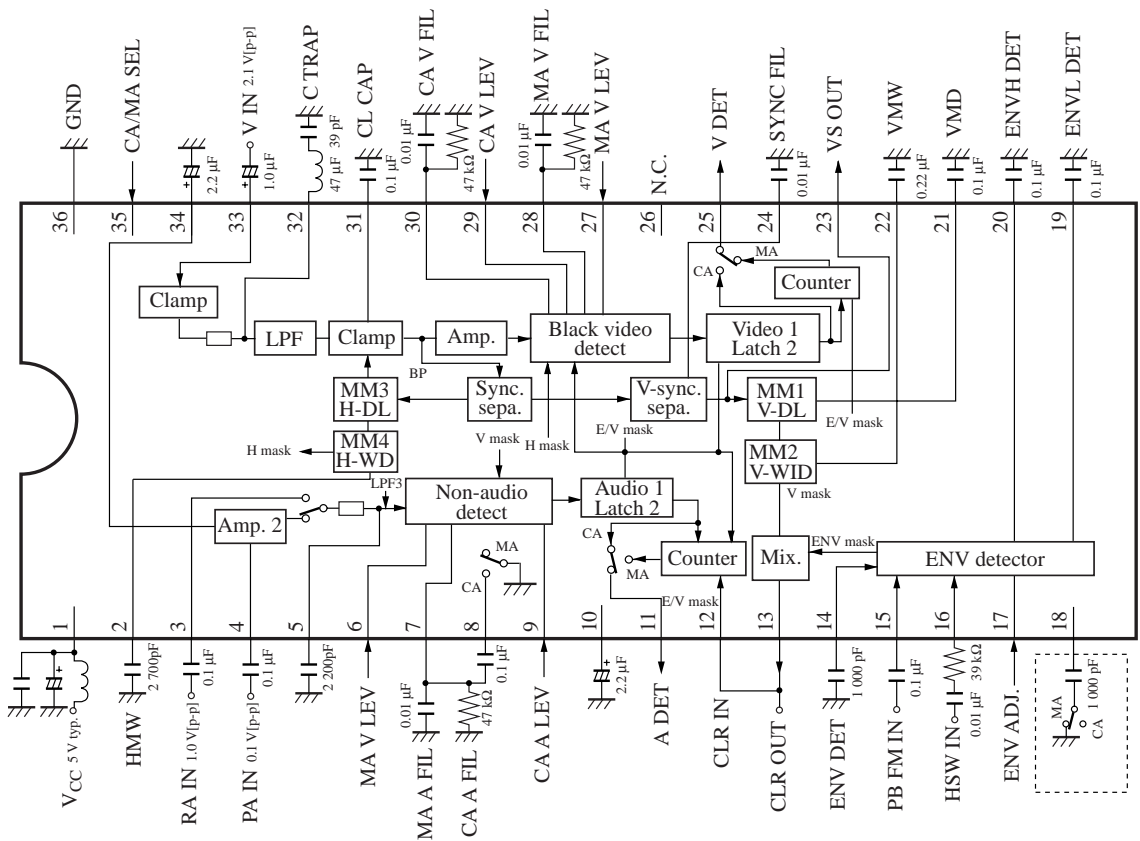 GND
CA/MA SEL
2.2 μF
+
V IN 2.1 V[p-p]
1.0 μF
+
C TRAP
39 pF
47 μF
CL CAP
0.1 μF
CA V FIL
0.01 μF
47 kΩ
CA V LEV
MA V FIL
0.01 μF
47 kΩ
MA V LEV
N.C.
V DET
SYNC FIL
0.01 μF
VS OUT
VMW
0.22 μF
VMD
0.1 μF
ENVH DET
0.1 μF
ENVL DET
0.1 μF
36
35
34
33
32
31
30
29
28
27
26
25
24
23
22
21
20
19
MA
CA
Clamp
Counter
LPF
Clamp
Amp.
Black video
detect
Video 1
Latch 2
BP
MM3
H-DL
Sync.
sepa.
V-sync.
sepa.
MM1
V-DL
E/V mask
MM4
H-WD
H mask
V mask
H mask
E/V mask
MM2
V-WID
V mask
LPF3
Non-audio
detect
Audio 1
Latch 2
Amp. 2
MA
CA
CA
MA
Counter
E/V mask
Mix.
ENV mask
ENV detector
1
2
3
4
5
6
7
8
9
10
11
12
13
14
15
16
17
18
+
VCC 5 V typ.
HMW
2 700pF
RA IN 1.0 V[p-p]
0.1 μF
PA IN 0.1 V[p-p]
0.1 μF
2 200pF
MA V LEV
MA A FIL
0.01 μF
CA A FIL
47 kΩ
0.1 μF
CA A LEV
2.2 μF
+
A DET
CLR IN
CLR OUT
ENV DET
1 000 pF
PB FM IN
0.1 μF
HSW IN
0.01 μF
39 kΩ
ENV ADJ.
1 000 pF
MA
CA